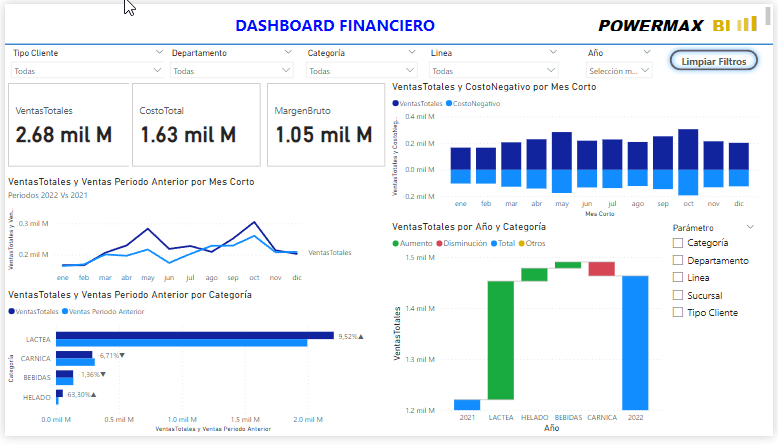 DASHBOARD FINANCIERO
POWERMAX BI
Tipo Cliente
Todas
Departamento
Todas
Categoría
Todas
Linea
Todas
Año
Selección m...
Limpiar Filtros
VentasTotales
2.68 mil M
CostoTotal
1.63 mil M
MargenBruto
1.05 mil M
VentasTotales y CostoNegativo por Mes Corto
VentasTotales CostoNegativo
VentasTotales y CostoNeg...
0.4 mil M
0.2 mil M
0.0 mil M
0.2 mil M
ene feb mar abr may jun jul ago sep oct nov dic
Mes Corto
VentasTotales y Ventas Periodo Anterior por Mes Corto
Periodos 2022 Vs 2021
VentasTotales y Ven...
0.3 mil M
0.2 mil M
VentasTotales
ene feb mar abr may jun jul ago sep oct nov dic
VentasTotales y Ventas Periodo Anterior por Categoría
VentasTotales Ventas Periodo Anterior
Categoría
LACTEA 9,52%▲
CARNICA -6,71%▼
BEBIDAS -1,36%▼
HELADO 63,30%▲
0.0 mil M 0.5 mil M 1.0 mil M 1.5 mil M 2.0 mil M
VentasTotales y Ventas Periodo Anterior
VentasTotales por Año y Categoría
Aumento Disminución Total Otros
VentasTotales
1.5 mil M
1.4 mil M
1.3 mil M
1.2 mil M
2021 LACTEA HELADO BEBIDAS CARNICA 2022
Año
Parámetro
Categoría
Departamento
Linea
Sucursal
Tipo Cliente